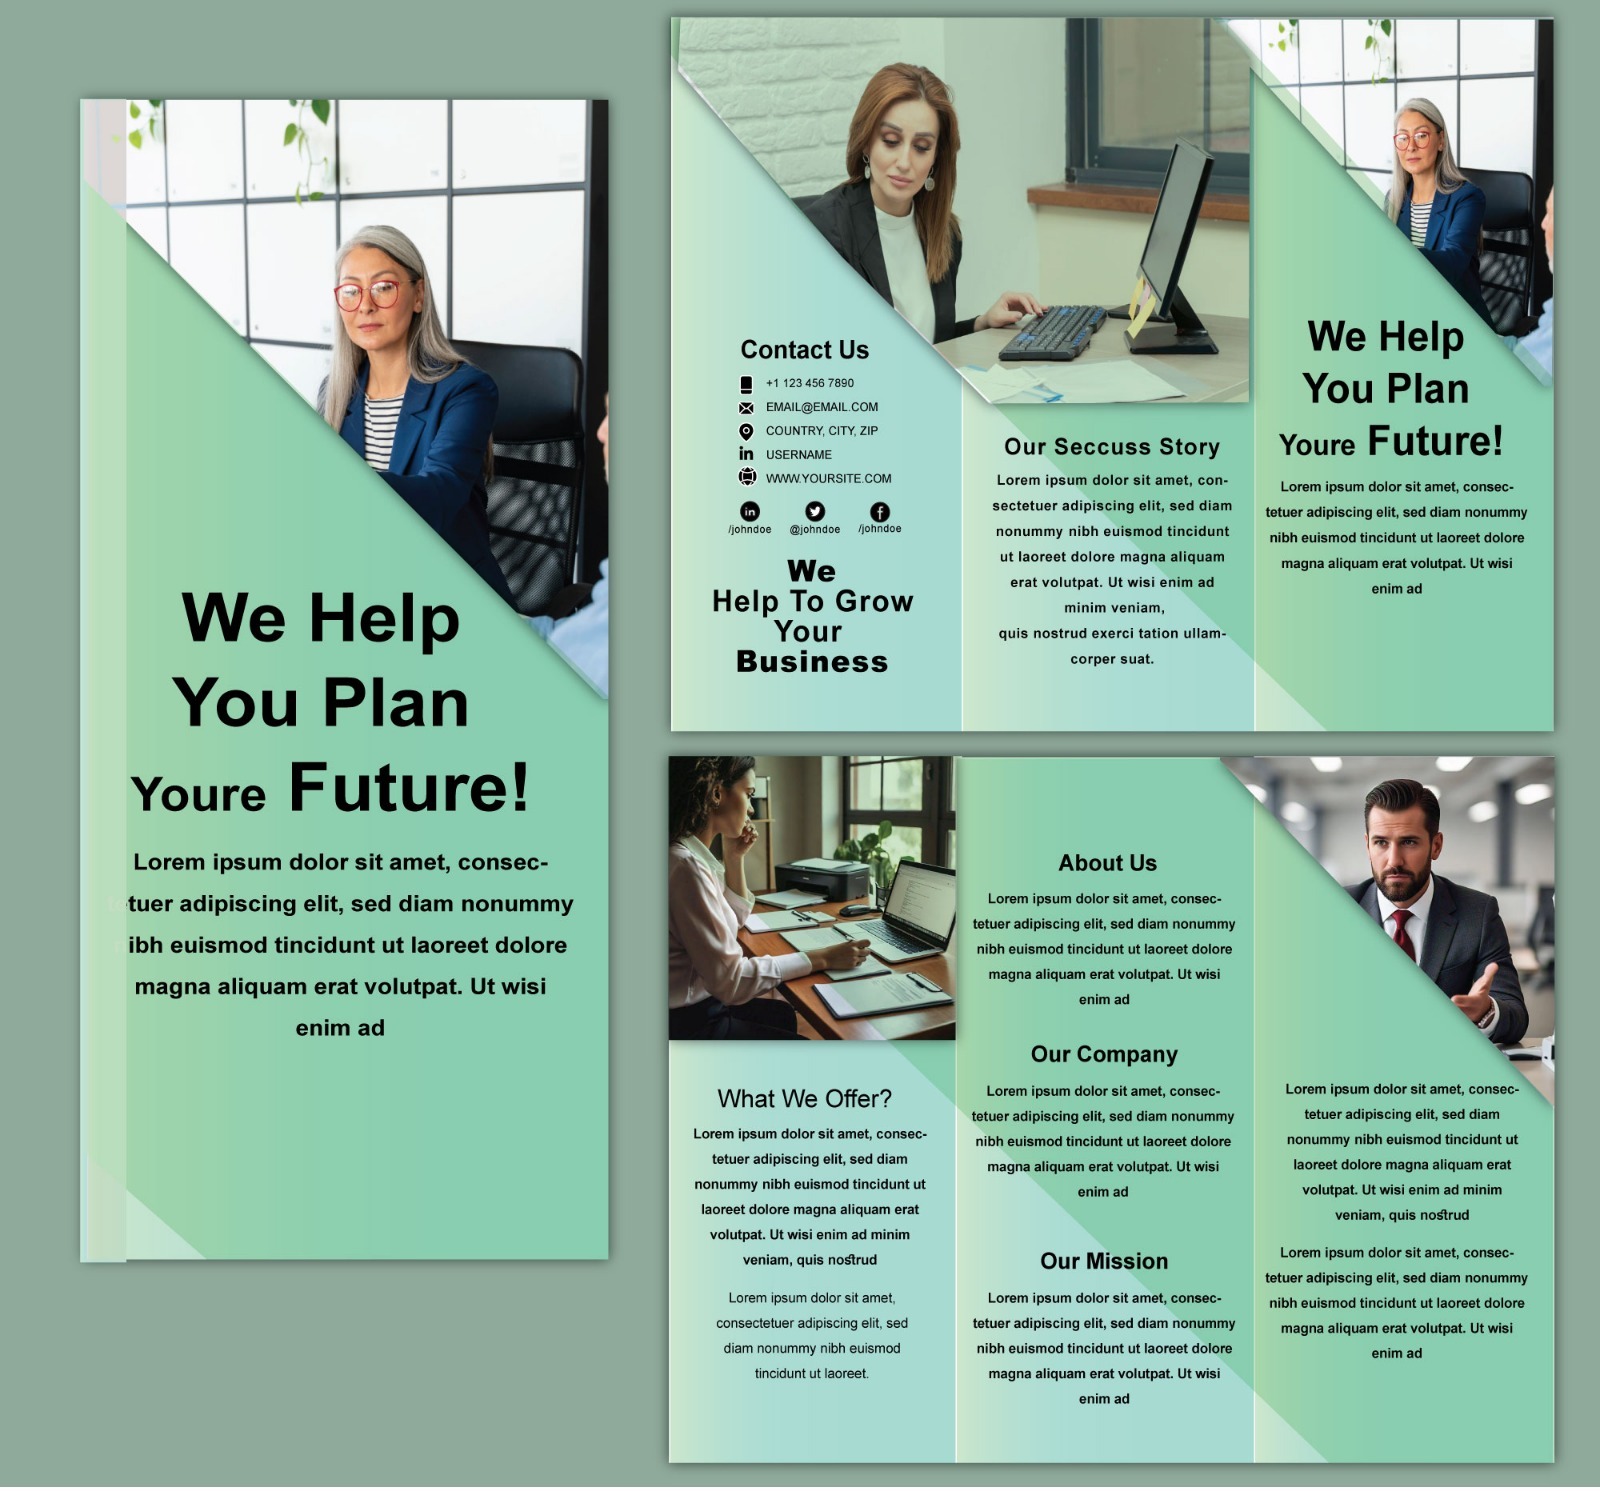 We Help
You Plan
Youre Future!
Lorem ipsum dolor sit amet, consec-
tetuer adipiscing elit, sed diam nonummy
nibh euismod tincidunt ut laoreet dolore
magna aliquam erat volutpat. Ut wisi
enim ad
Contact Us
+1 123 456 7890
EMAIL@EMAIL.COM
COUNTRY, CITY, ZIP
in USERNAME
WWW.YOURSITE.COM
/johndoe @johndoe /johndoe
We
Help To Grow
Your
Business
Our Seccuss Story
Lorem ipsum dolor sit amet, con-
sectetuer adipiscing elit, sed diam
nonummy nibh euismod tincidunt
ut laoreet dolore magna aliquam
erat volutpat. Ut wisi enim ad
minim veniam,
quis nostrud exerci tation ullam-
corper suat.
We Help
You Plan
Youre Future!
Lorem ipsum dolor sit amet, consec-
tetuer adipiscing elit, sed diam nonummy
nibh euismod tincidunt ut laoreet dolore
magna aliquam erat volutpat. Ut wisi
enim ad
What We Offer?
Lorem ipsum dolor sit amet, consec-
tetuer adipiscing elit, sed diam
nonummy nibh euismod tincidunt ut
laoreet dolore magna aliquam erat
volutpat. Ut wisi enim ad minim
veniam, quis nostrud
Lorem ipsum dolor sit amet,
consectetuer adipiscing elit, sed
diam nonummy nibh euismod
tincidunt ut laoreet.
About Us
Lorem ipsum dolor sit amet, consec-
tetuer adipiscing elit, sed diam nonummy
nibh euismod tincidunt ut laoreet dolore
magna aliquam erat volutpat. Ut wisi
enim ad
Our Company
Lorem ipsum dolor sit amet, consec-
tetuer adipiscing elit, sed diam nonummy
nibh euismod tincidunt ut laoreet dolore
magna aliquam erat volutpat. Ut wisi
enim ad
Our Mission
Lorem ipsum dolor sit amet, consec-
tetuer adipiscing elit, sed diam nonummy
nibh euismod tincidunt ut laoreet dolore
magna aliquam erat volutpat. Ut wisi
enim ad
Lorem ipsum dolor sit amet, consec-
tetuer adipiscing elit, sed diam
nonummy nibh euismod tincidunt ut
laoreet dolore magna aliquam erat
volutpat. Ut wisi enim ad minim
veniam, quis nostrud
Lorem ipsum dolor sit amet, consec-
tetuer adipiscing elit, sed diam nonummy
nibh euismod tincidunt ut laoreet dolore
magna aliquam erat volutpat. Ut wisi
enim ad